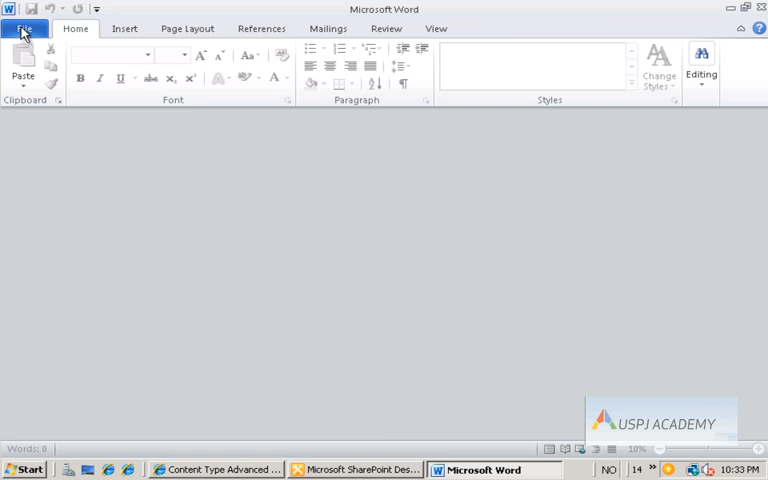 Microsoft Word
File Home Insert Page Layout References Mailings Review View
Paste
Change Styles
Editing
Clipboard Font Paragraph Styles
USPJ ACADEMY
Words: 0 10%
Start Content Type Advanced ... Microsoft SharePoint Des... Microsoft Word NO 14 » 10:33 PM